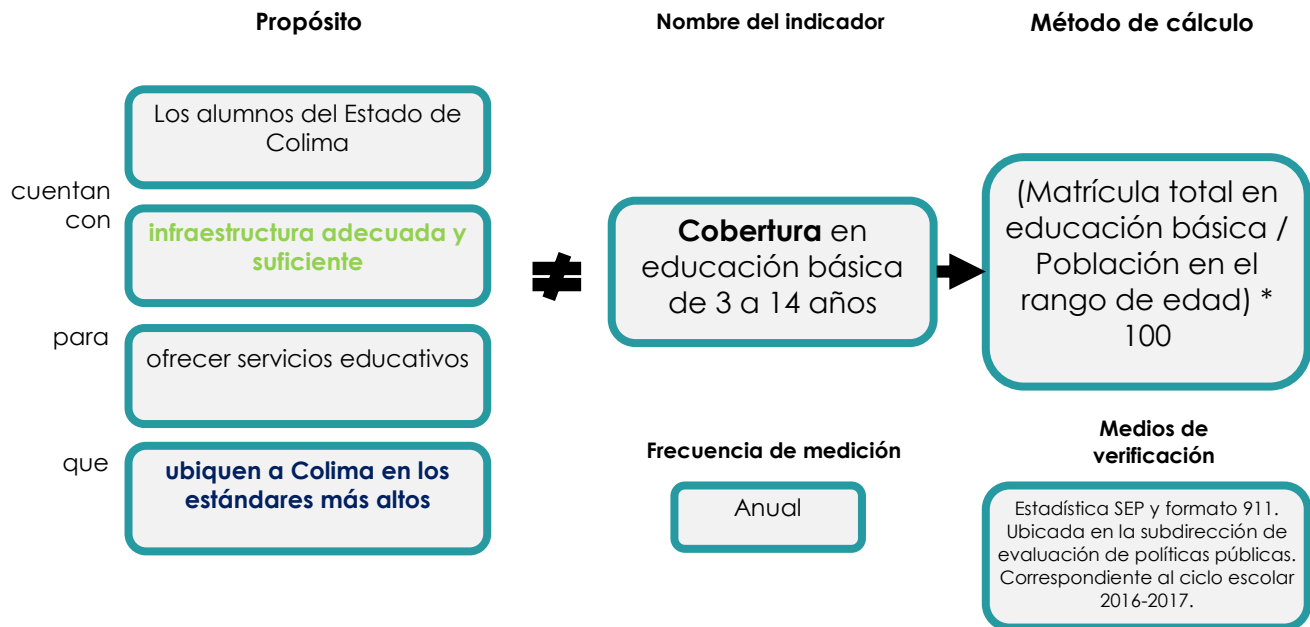 Propósito
Nombre del indicador
Método de cálculo
Los alumnos del Estado de
Colima
cuentan
con
infraestructura adecuada y
suficiente
para
ofrecer servicios educativos
que
ubiquen a Colima en los
estándares más altos
≠
Cobertura en
educación básica
de 3 a 14 años
(Matrícula total en
educación básica /
Población en el
rango de edad) *
100
Frecuencia de medición
Anual
Medios de
verificación
Estadística SEP y formato 911.
Ubicada en la subdirección de
evaluación de políticas públicas.
Correspondiente al ciclo escolar
2016-2017.